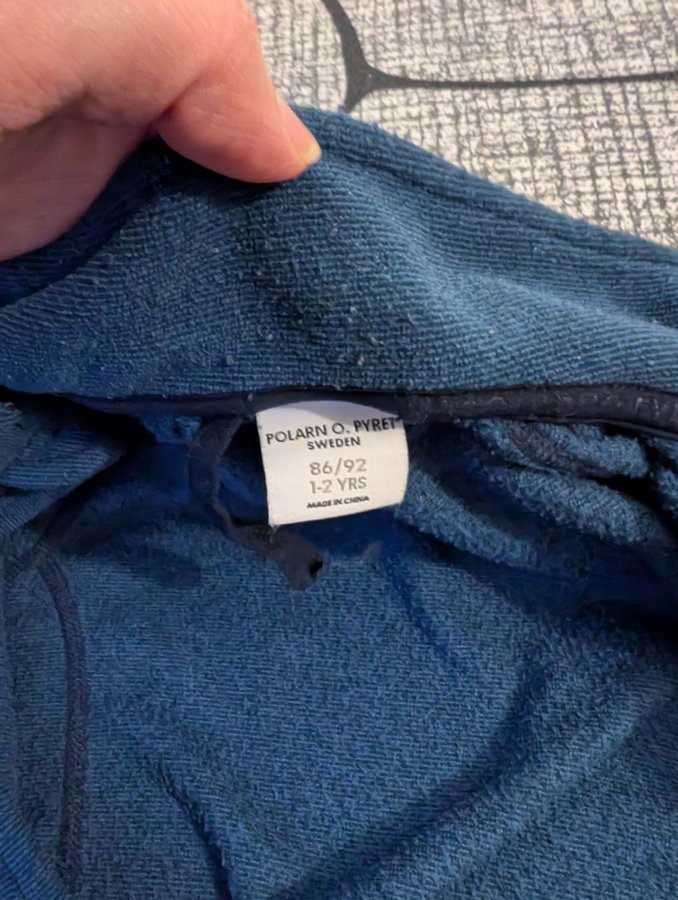 POLARN O. PYRET
SWEDEN
86/92
1-2 YRS
MADE IN CHINA